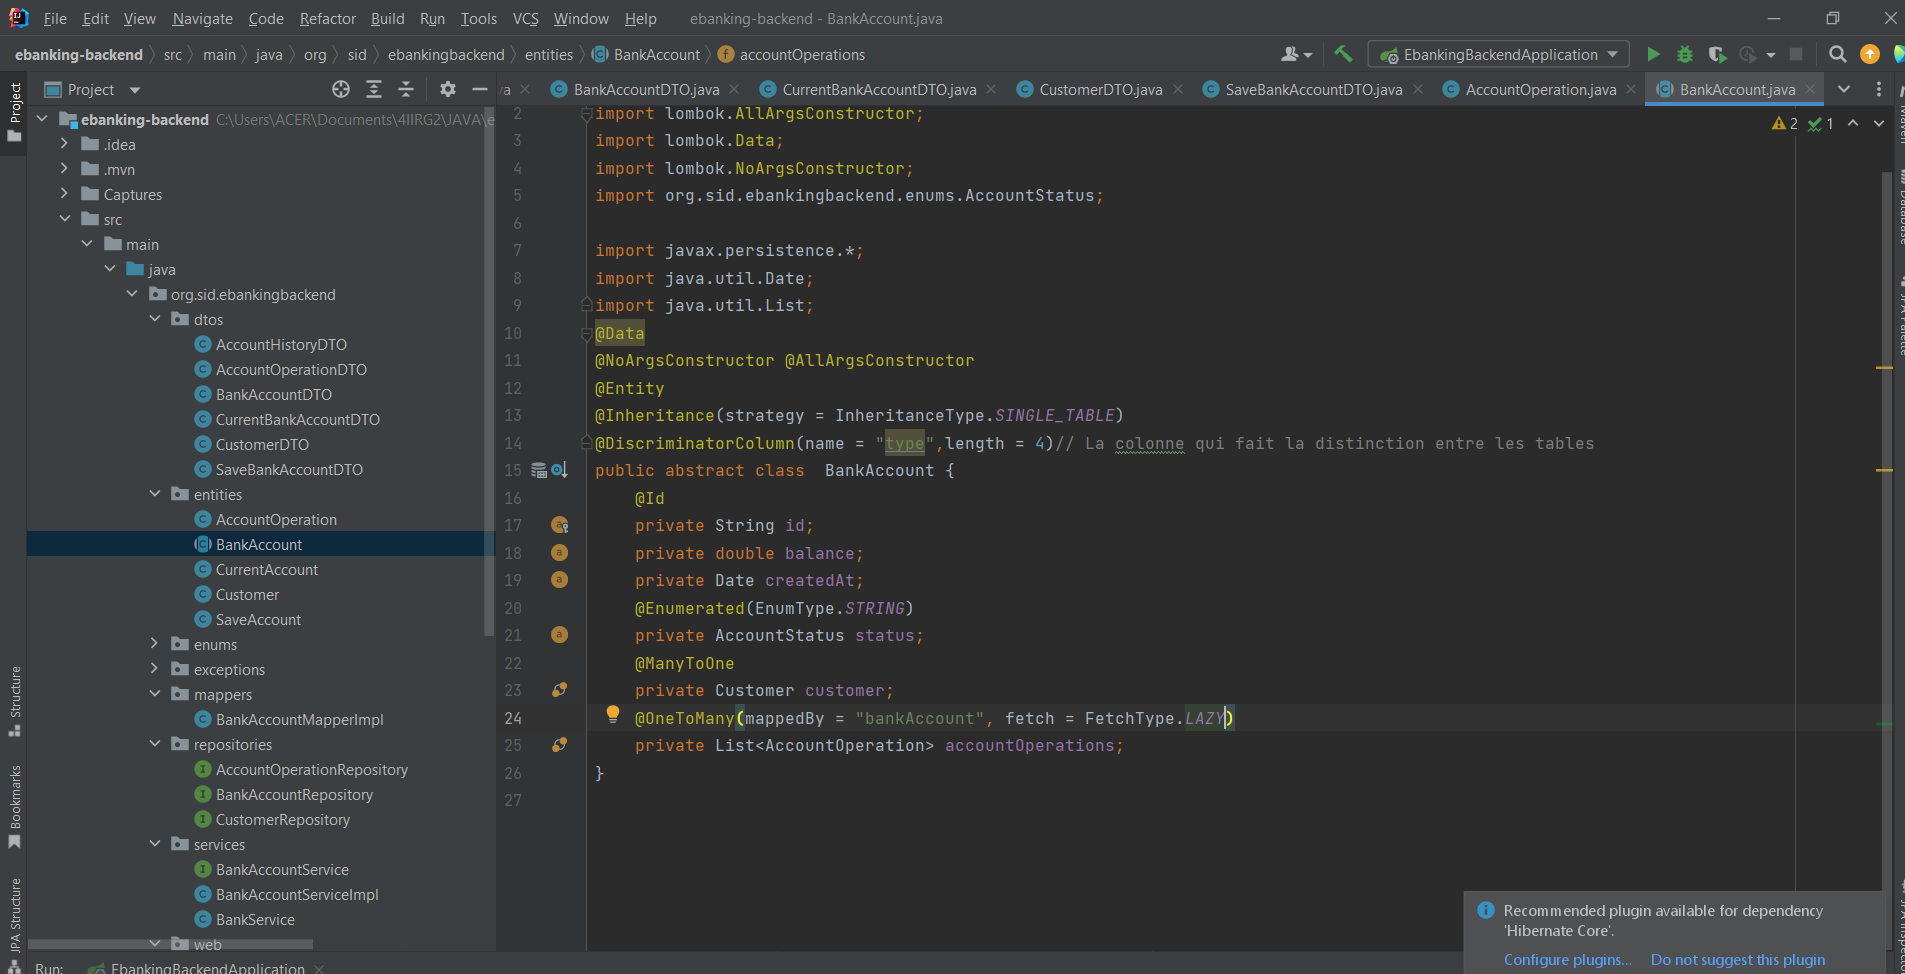 File Edit View Navigate Code Refactor Build Run Tools VCS Window Help ebanking-backend - BankAccount.java
ebanking-backend src main java org sid ebankingbackend entities BankAccount accountOperations EbankingBackendApplication
Project
BankAccountDTO.java CurrentBankAccountDTO.java CustomerDTO.java SaveBankAccountDTO.java AccountOperation.java BankAccount.java
ebanking-backend C:\Users\ACER\Documents\4IIRG2\JAVA\e
.idea
.mvn
Captures
src
main
java
org.sid.ebankingbackend
dtos
AccountHistoryDTO
AccountOperationDTO
BankAccountDTO
CurrentBankAccountDTO
CustomerDTO
SaveBankAccountDTO
entities
AccountOperation
BankAccount
CurrentAccount
Customer
SaveAccount
enums
exceptions
mappers
BankAccountMapperImpl
repositories
AccountOperationRepository
BankAccountRepository
CustomerRepository
services
BankAccountService
BankAccountServiceImpl
BankService
web
2 import lombok.AllArgsConstructor;
3 import lombok.Data;
4 import lombok.NoArgsConstructor;
5 import org.sid.ebankingbackend.enums.AccountStatus;
6
7 import javax.persistence.*;
8 import java.util.Date;
9 import java.util.List;
10 @Data
11 @NoArgsConstructor @AllArgsConstructor
12 @Entity
13 @Inheritance(strategy = InheritanceType.SINGLE_TABLE)
14 @DiscriminatorColumn(name = "type",length = 4)// La colonne qui fait la distinction entre les tables
15 public abstract class  BankAccount {
16 @Id
17 private String id;
18 private double balance;
19 private Date createdAt;
20 @Enumerated(EnumType.STRING)
21 private AccountStatus status;
22 @ManyToOne
23 private Customer customer;
24 @OneToMany(mappedBy = "bankAccount", fetch = FetchType.LAZY)
25 private List<AccountOperation> accountOperations;
26 }
27
2 1
Project
Structure
Bookmarks
JPA Structure
Maven
Database
JPA Palette
Recommended plugin available for dependency
'Hibernate Core'.
Configure plugins... Do not suggest this plugin
Run: EbankingBackendApplication